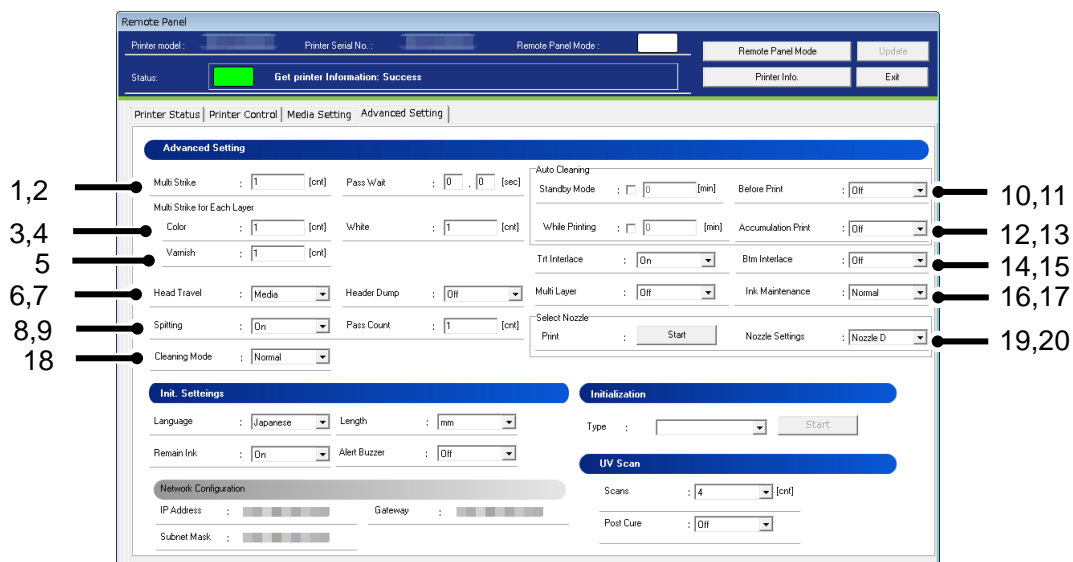 Remote Panel
Printer model : Printer Serial No. : Remote Panel Mode :
Remote Panel Mode Update
Status: Get printer Information: Success
Printer Info. Exit
Printer Status Printer Control Media Setting Advanced Setting
Advanced Setting
Multi Strike : 1 [cnt] Pass Wait : 0 . 0 [sec]
Multi Strike for Each Layer
Color : 1 [cnt] White : 1 [cnt]
Varnish : 1 [cnt]
Head Travel : Media Header Dump : Off
Spitting : On Pass Count : 1 [cnt]
Cleaning Mode : Normal
Auto Cleaning
Standby Mode : 0 [min] Before Print : Off
While Printing : 0 [min] Accumulation Print : Off
Trt Interlace : On Btm Interlace : Off
Multi Layer : Off Ink Maintenance : Normal
Select Nozzle
Print : Start Nozzle Settings : Nozzle D
Init. Setteings
Language : Japanese Length : mm
Remain Ink : On Alert Buzzer : Off
Network Configuration
IP Address : Gateway :
Subnet Mask :
Initialization
Type : Start
UV Scan
Scans : 4 [cnt]
Post Cure : Off
1,2
3,4
5
6,7
8,9
18
10,11
12,13
14,15
16,17
19,20